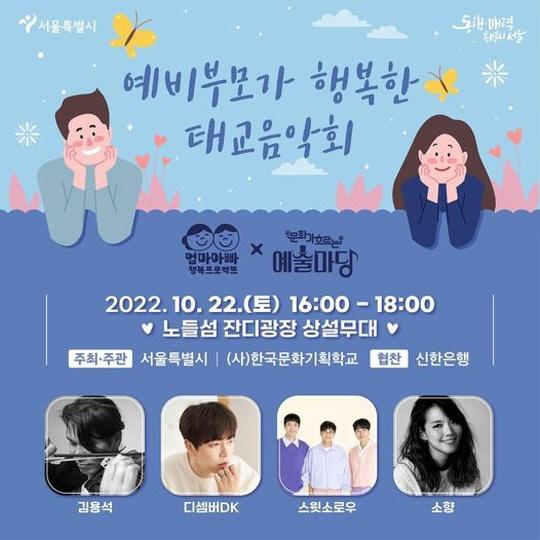 서울특별시
동행·매력
특별시 서울
예비부모가 행복한
태교음악회
엄마아빠
행복프로젝트
×
문화가흐르는
예술마당
2022. 10. 22.(토) 16:00 - 18:00
♥ 노들섬 잔디광장 상설무대 ♥
주최·주관 서울특별시 | (사)한국문화기획학교 협찬 신한은행
김용석 디셈버DK 스윗소로우 소향